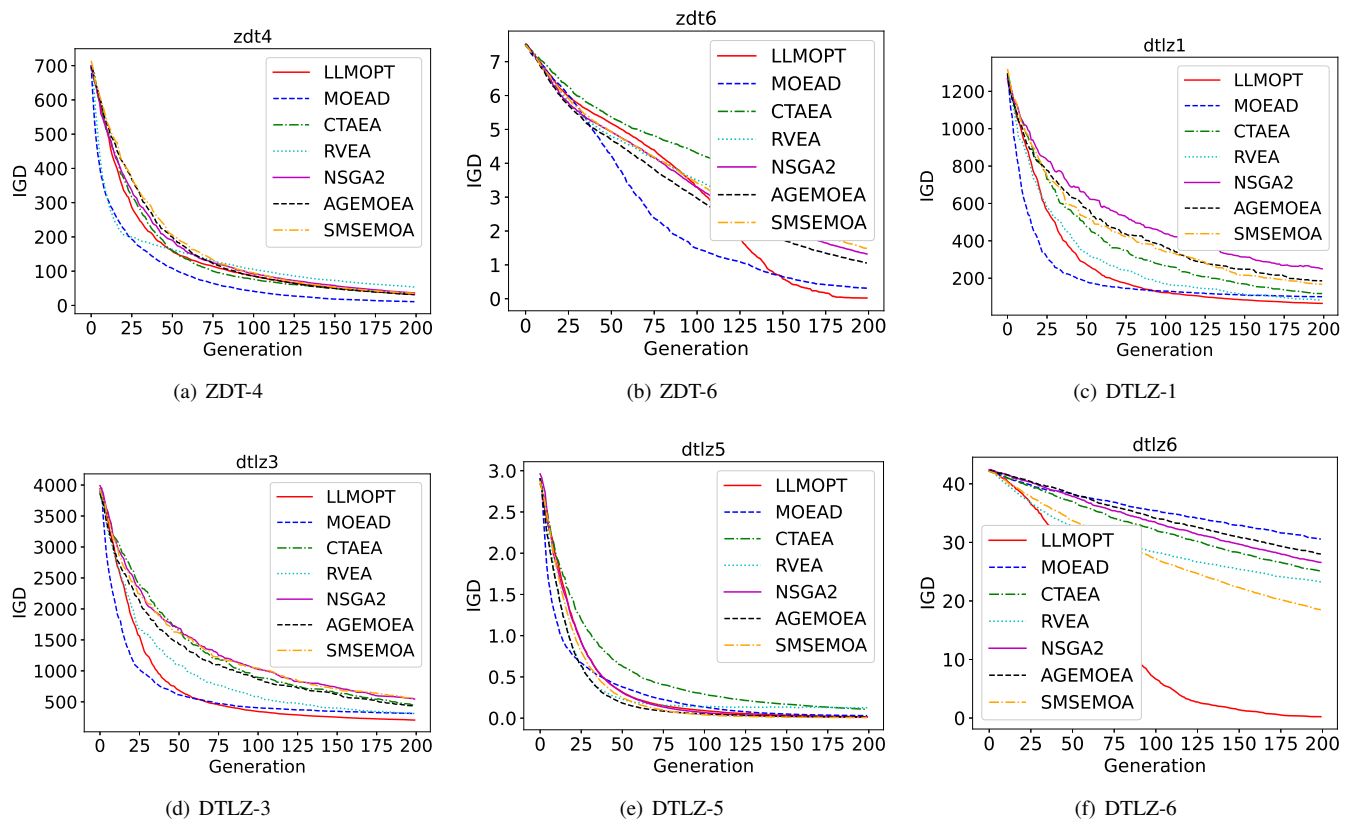 zdt4
700
600
500
400
300
200
100
0
IGD
LLMOPT
MOEAD
CTAEA
RVEA
NSGA2
AGEMOEA
SMSEMOA
0 25 50 75 100 125 150 175 200
Generation
(a) ZDT-4
zdt6
7
6
5
4
3
2
1
0
IGD
LLMOPT
MOEAD
CTAEA
RVEA
NSGA2
AGEMOEA
SMSEMOA
0 25 50 75 100 125 150 175 200
Generation
(b) ZDT-6
dtlz1
1200
1000
800
600
400
200
IGD
LLMOPT
MOEAD
CTAEA
RVEA
NSGA2
AGEMOEA
SMSEMOA
0 25 50 75 100 125 150 175 200
Generation
(c) DTLZ-1
dtlz3
4000
3500
3000
2500
2000
1500
1000
500
IGD
LLMOPT
MOEAD
CTAEA
RVEA
NSGA2
AGEMOEA
SMSEMOA
0 25 50 75 100 125 150 175 200
Generation
(d) DTLZ-3
dtlz5
3.0
2.5
2.0
1.5
1.0
0.5
0.0
IGD
LLMOPT
MOEAD
CTAEA
RVEA
NSGA2
AGEMOEA
SMSEMOA
0 25 50 75 100 125 150 175 200
Generation
(e) DTLZ-5
dtlz6
40
30
20
10
0
IGD
LLMOPT
MOEAD
CTAEA
RVEA
NSGA2
AGEMOEA
SMSEMOA
0 25 50 75 100 125 150 175 200
Generation
(f) DTLZ-6